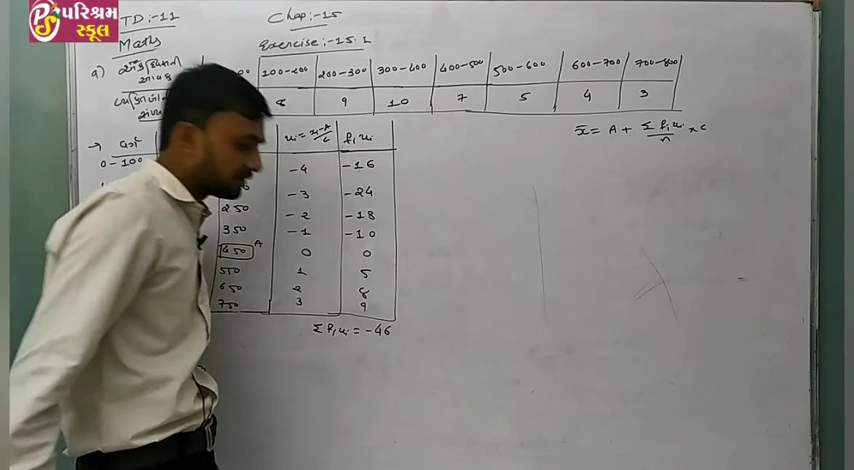 પરિશ્રમ
સ્કૂલ
STD:-11
Chap:-15
Maths
Exercise:-15.1
100-200 200-300 300-400 400-500 500-600 600-700 700-800
8 9 10 7 5 4 3
→ વર્ગ ui = xi-A/c fiui
x̄ = A + Σfiui/n × c
0-100 -4 -16
-3 -24
250 -2 -18
350 -1 -10
450 A 0 0
550 1 5
650 2 8
750 3 9
Σfiui = -46